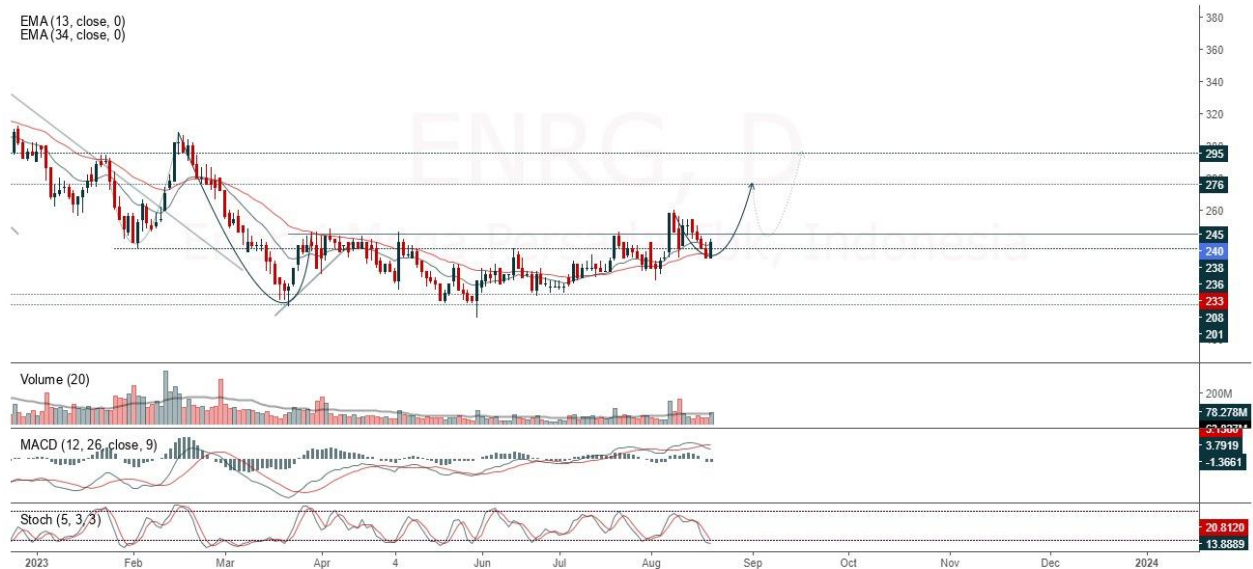 EMA (13, close, 0)
EMA (34, close, 0)
ENRG, D
380
360
340
320
295
276
260
245
240
238
236
233
208
201
Volume (20)
200M
78.278M
MACD (12, 26, close, 9)
3.7919
-1.3661
Stoch (5, 3, 3)
20.8120
13.8889
2023 Feb Mar Apr 4 Jun Jul Aug Sep Oct Nov Dec 2024